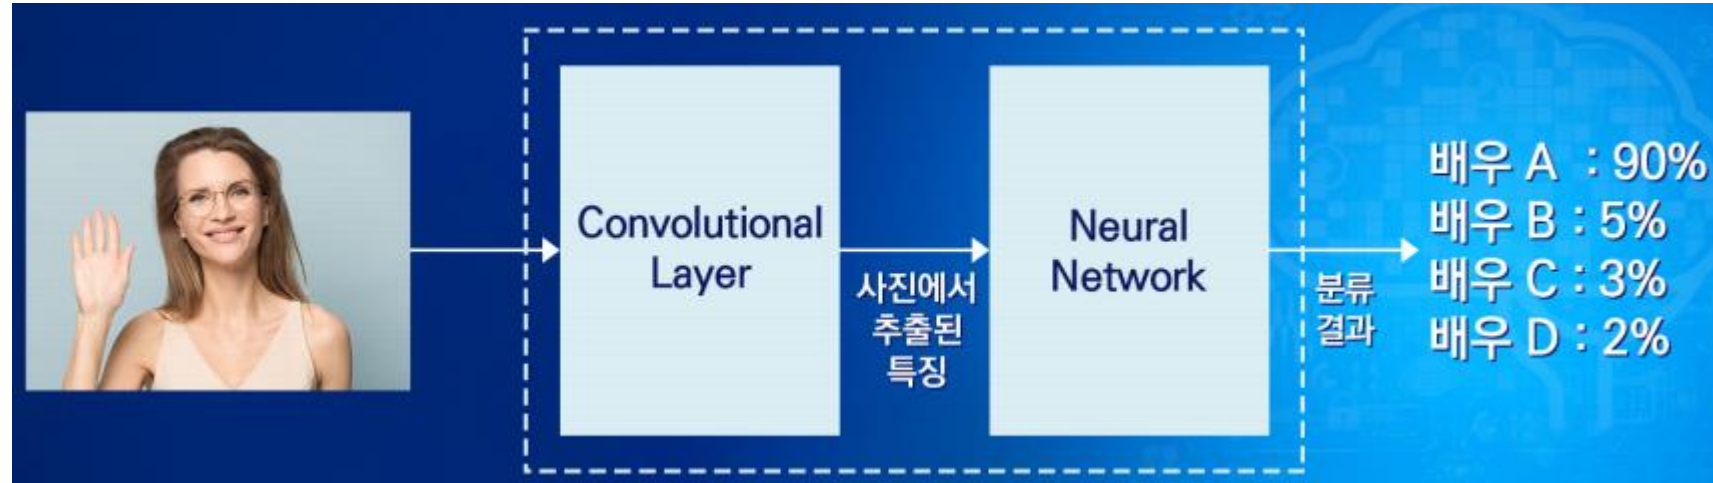 Convolutional
Layer
사진에서
추출된
특징
Neural
Network
분류
결과
배우 A : 90%
배우 B : 5%
배우 C : 3%
배우 D : 2%